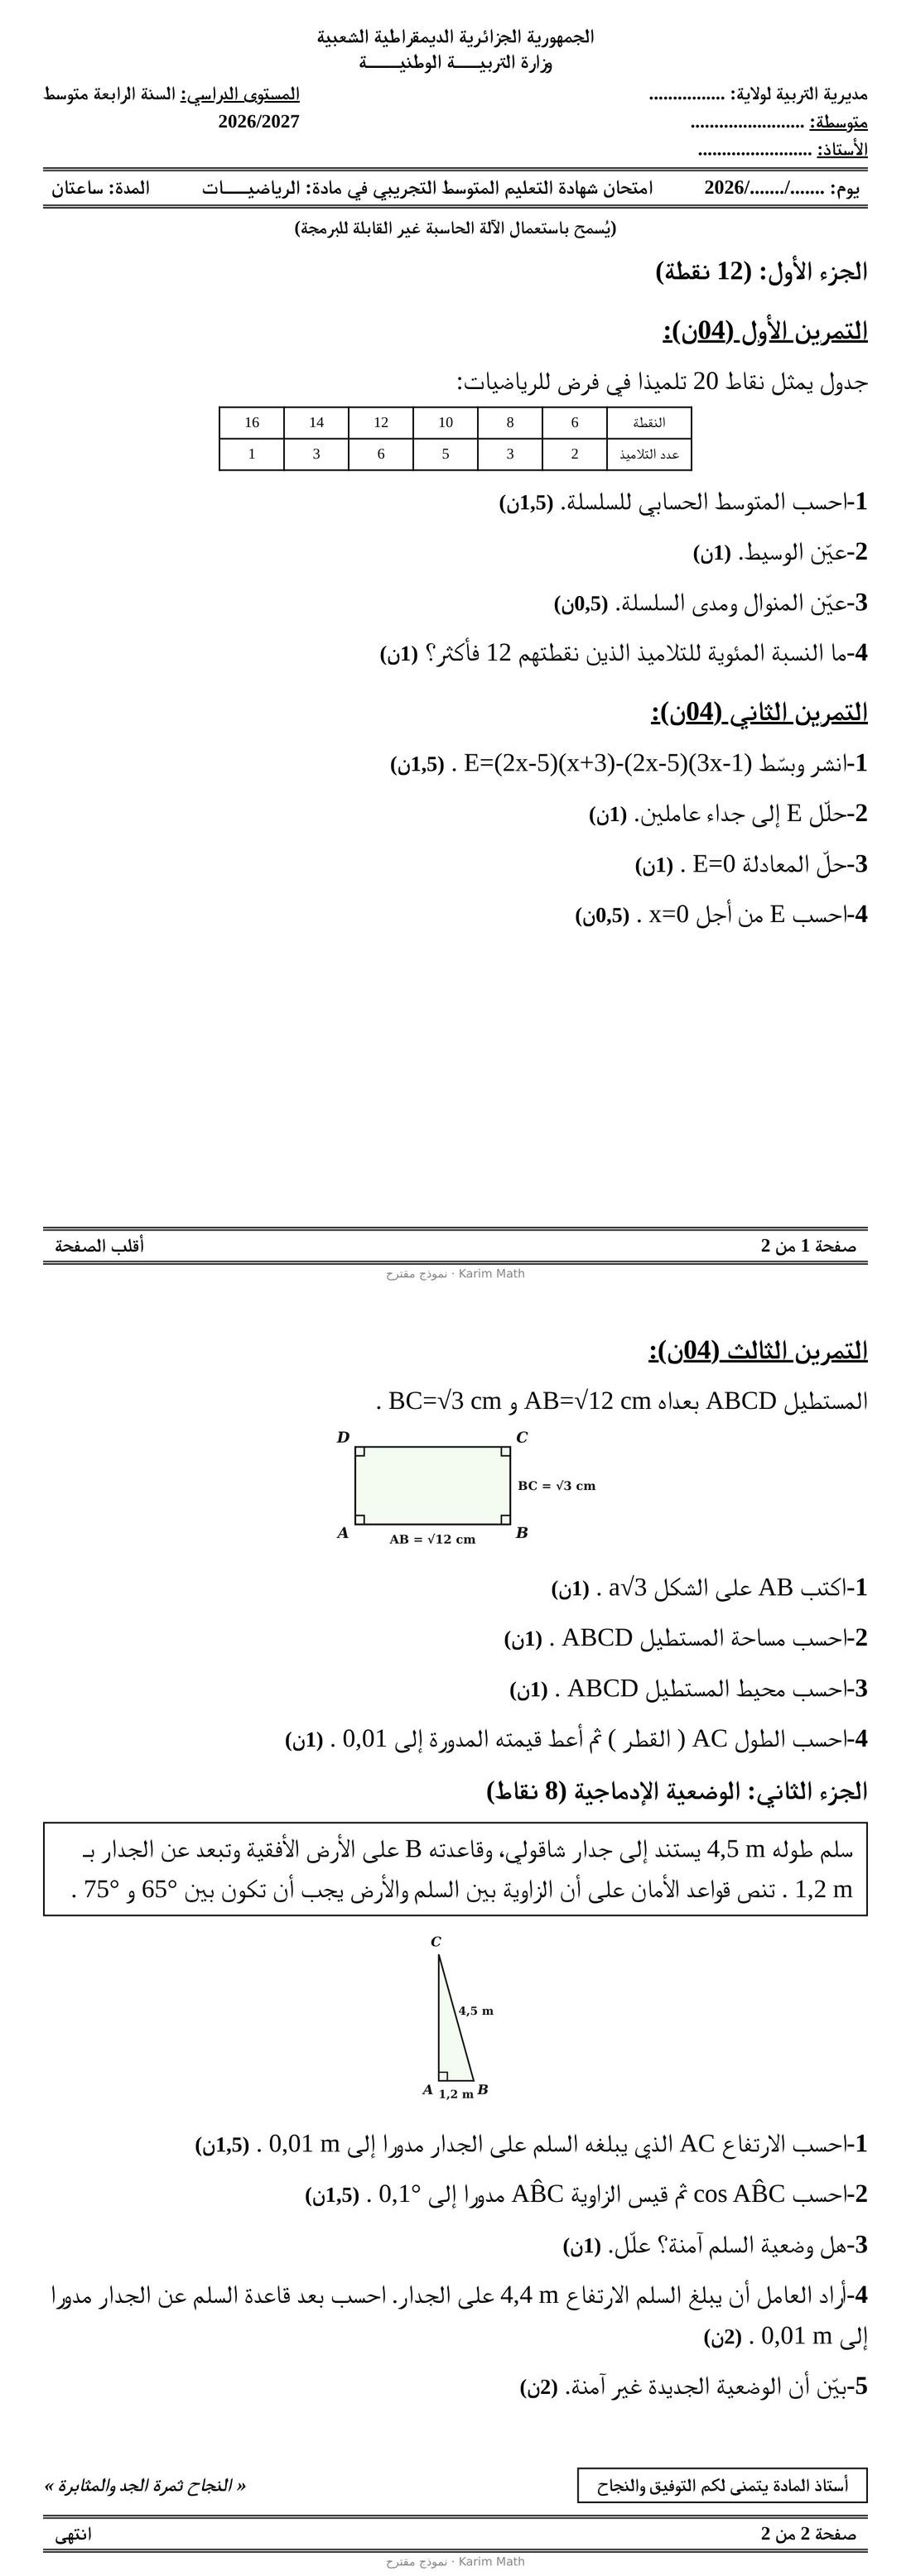 الجمهورية الجزائرية الديمقراطية الشعبية
وزارة التربيـــــة الوطنيـــــــة
مديرية التربية لولاية: ................
المستوى الدراسي: السنة الرابعة متوسط
متوسطة: ........................
2026/2027
الأستاذ: ........................
يوم: ......./......./2026
امتحان شهادة التعليم المتوسط التجريبي في مادة: الرياضيـــــات
المدة: ساعتان
(يُسمح باستعمال الآلة الحاسبة غير القابلة للبرمجة)
الجزء الأول: (12 نقطة)
التمرين الأول (04ن):
جدول يمثل نقاط 20 تلميذا في فرض للرياضيات:
النقطة 6 8 10 12 14 16
عدد التلاميذ 2 3 5 6 3 1
1-احسب المتوسط الحسابي للسلسلة. (1,5ن)
2-عيّن الوسيط. (1ن)
3-عيّن المنوال ومدى السلسلة. (0,5ن)
4-ما النسبة المئوية للتلاميذ الذين نقطتهم 12 فأكثر؟ (1ن)
التمرين الثاني (04ن):
1-انشر وبسّط E=(2x-5)(x+3)-(2x-5)(3x-1) . (1,5ن)
2-حلّل E إلى جداء عاملين. (1ن)
3-حلّ المعادلة E=0 . (1ن)
4-احسب E من أجل x=0 . (0,5ن)
صفحة 1 من 2
أقلب الصفحة
Karim Math · نموذج مقترح
التمرين الثالث (04ن):
المستطيل ABCD بعداه AB=√12 cm و BC=√3 cm .
D
C
BC = √3 cm
A
AB = √12 cm
B
1-اكتب AB على الشكل a√3 . (1ن)
2-احسب مساحة المستطيل ABCD . (1ن)
3-احسب محيط المستطيل ABCD . (1ن)
4-احسب الطول AC ( القطر ) ثم أعط قيمته المدورة إلى 0,01 . (1ن)
الجزء الثاني: الوضعية الإدماجية (8 نقاط)
سلم طوله 4,5 m يستند إلى جدار شاقولي، وقاعدته B على الأرض الأفقية وتبعد عن الجدار بـ
1,2 m . تنص قواعد الأمان على أن الزاوية بين السلم والأرض يجب أن تكون بين 65° و 75° .
C
4,5 m
A
1,2 m
B
1-احسب الارتفاع AC الذي يبلغه السلم على الجدار مدورا إلى 0,01 m . (1,5ن)
2-احسب cos AB̂C ثم قيس الزاوية AB̂C مدورا إلى 0,1° . (1,5ن)
3-هل وضعية السلم آمنة؟ علّل. (1ن)
4-أراد العامل أن يبلغ السلم الارتفاع 4,4 m على الجدار. احسب بعد قاعدة السلم عن الجدار مدورا
إلى 0,01 m . (2ن)
5-بيّن أن الوضعية الجديدة غير آمنة. (2ن)
أستاذ المادة يتمنى لكم التوفيق والنجاح
« النجاح ثمرة الجد والمثابرة »
صفحة 2 من 2
انتهى
Karim Math · نموذج مقترح